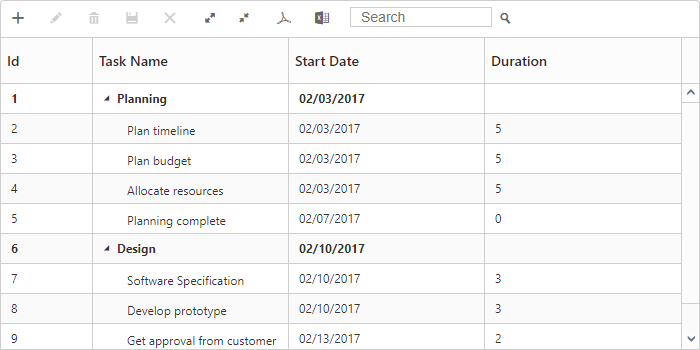 Search
Id Task Name Start Date Duration
1 Planning 02/03/2017
2 Plan timeline 02/03/2017 5
3 Plan budget 02/03/2017 5
4 Allocate resources 02/03/2017 5
5 Planning complete 02/07/2017 0
6 Design 02/10/2017
7 Software Specification 02/10/2017 3
8 Develop prototype 02/10/2017 3
9 Get approval from customer 02/13/2017 2